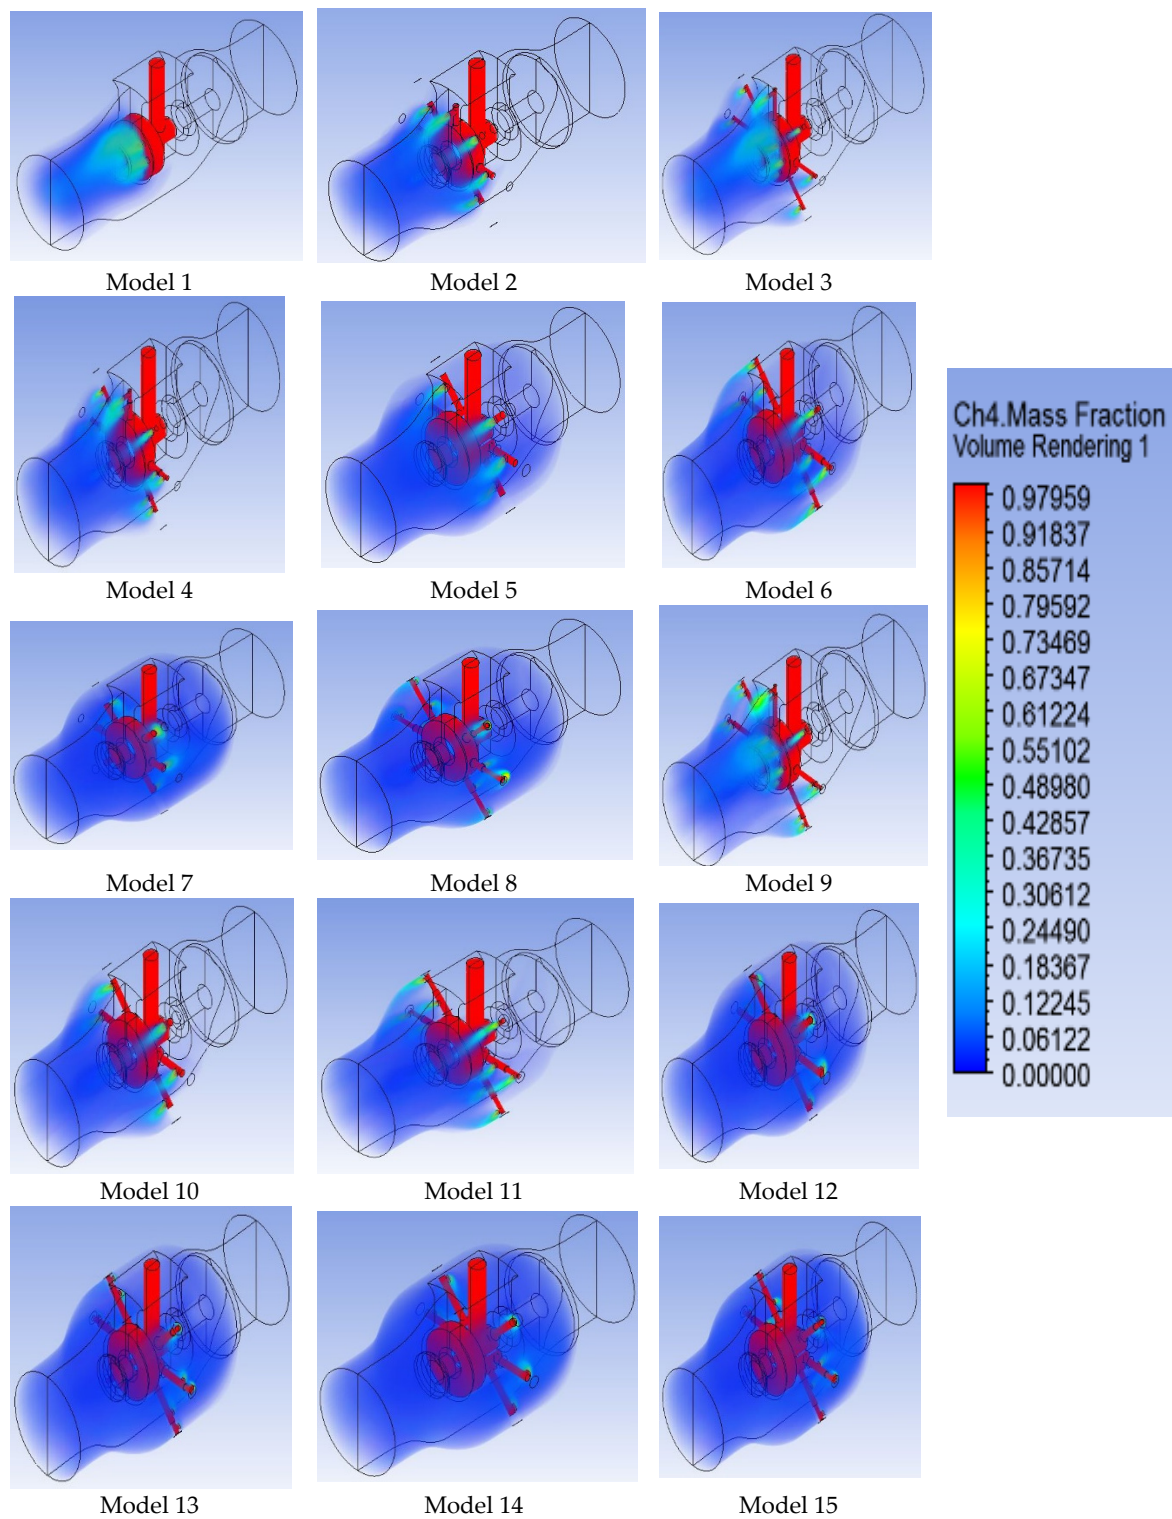 Model 1
Model 2
Model 3
Model 4
Model 5
Model 6
Ch4.Mass Fraction
Volume Rendering 1
0.97959
0.91837
0.85714
0.79592
0.73469
0.67347
0.61224
0.55102
0.48980
0.42857
0.36735
0.30612
0.24490
0.18367
0.12245
0.06122
0.00000
Model 7
Model 8
Model 9
Model 10
Model 11
Model 12
Model 13
Model 14
Model 15